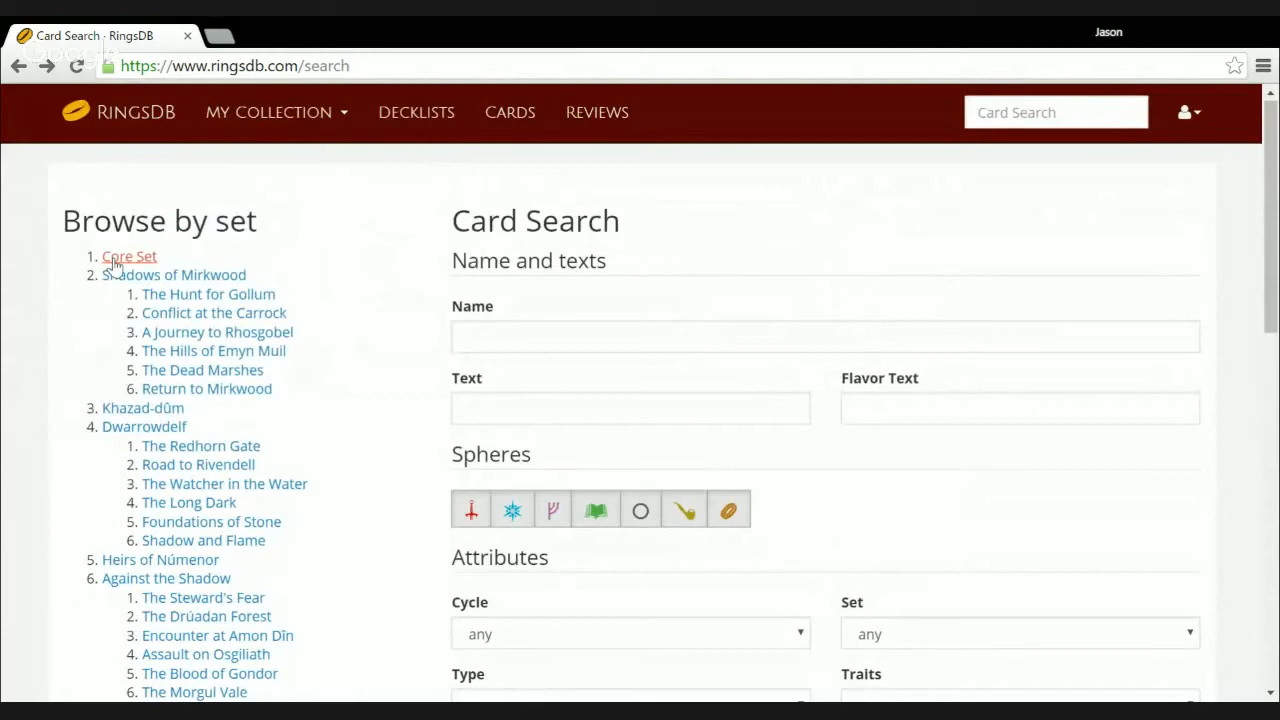 Card Search · RingsDB
Jason
Google
https://www.ringsdb.com/search
RINGSDB
MY COLLECTION
DECKLISTS
CARDS
REVIEWS
Card Search
Browse by set
1. Core Set
2. Shadows of Mirkwood
1. The Hunt for Gollum
2. Conflict at the Carrock
3. A Journey to Rhosgobel
4. The Hills of Emyn Muil
5. The Dead Marshes
6. Return to Mirkwood
3. Khazad-dûm
4. Dwarrowdelf
1. The Redhorn Gate
2. Road to Rivendell
3. The Watcher in the Water
4. The Long Dark
5. Foundations of Stone
6. Shadow and Flame
5. Heirs of Númenor
6. Against the Shadow
1. The Steward's Fear
2. The Drúadan Forest
3. Encounter at Amon Dîn
4. Assault on Osgiliath
5. The Blood of Gondor
6. The Morgul Vale
Card Search
Name and texts
Name
Text
Flavor Text
Spheres
Attributes
Cycle
Set
any
any
Type
Traits